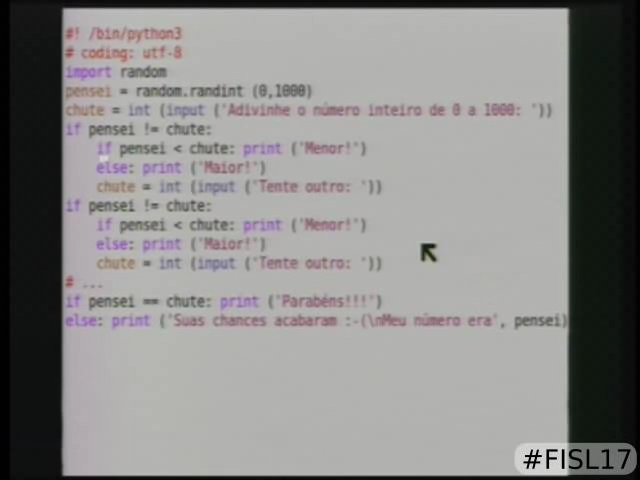 #! /bin/python3
# coding: utf-8
import random
pensei = random.randint (0,1000)
chute = int (input ('Adivinhe o número inteiro de 0 a 1000: '))
if pensei != chute:
    if pensei < chute: print ('Menor!')
    else: print ('Maior!')
    chute = int (input ('Tente outro: '))
if pensei != chute:
    if pensei < chute: print ('Menor!')
    else: print ('Maior!')
    chute = int (input ('Tente outro: '))
# ...
if pensei == chute: print ('Parabéns!!!')
else: print ('Suas chances acabaram :-(\nMeu número era', pensei)
#FISL17